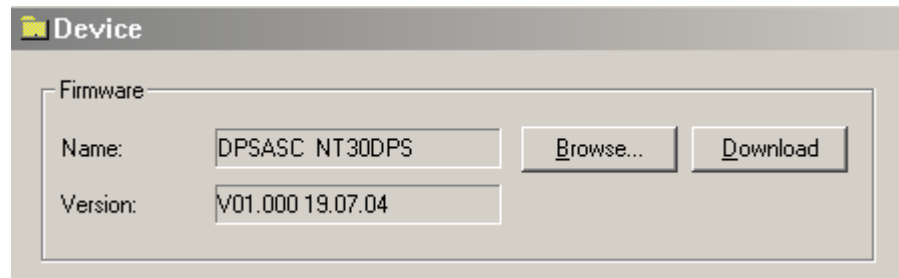 Device
Firmware
Name: DPSASC NT30DPS Browse... Download
Version: V01.000 19.07.04